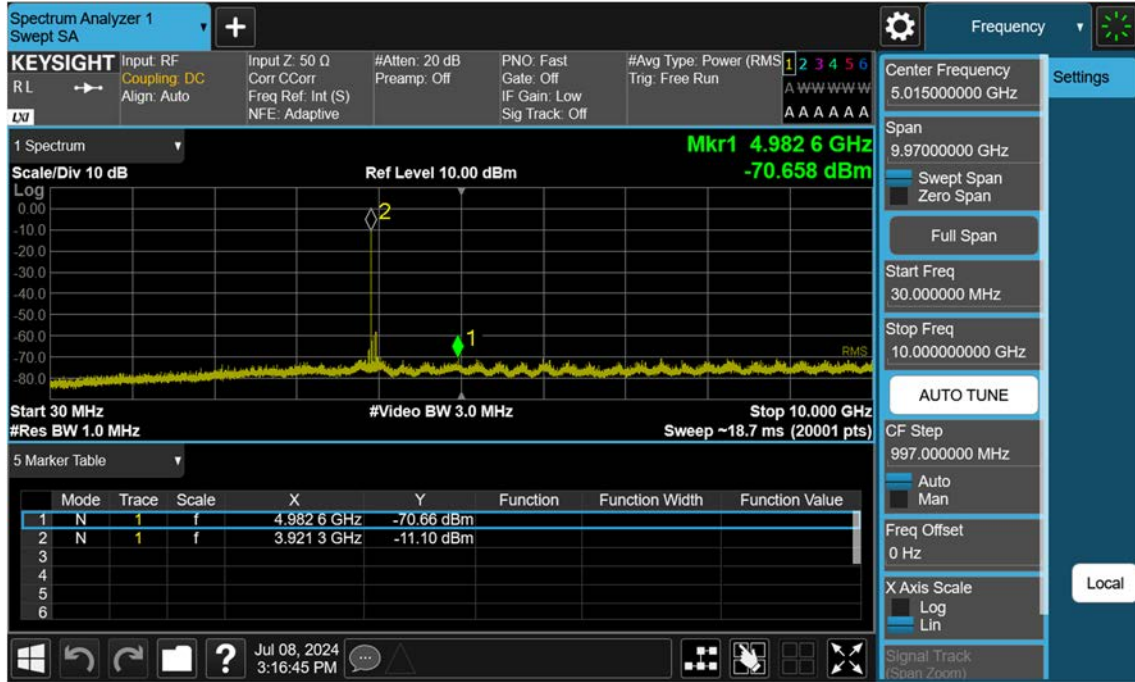 Spectrum Analyzer 1
Swept SA
+
Frequency
KEYSIGHT
RL
LXI
Input: RF
Coupling: DC
Align: Auto
Input Z: 50 Ω
Corr CCorr
Freq Ref: Int (S)
NFE: Adaptive
#Atten: 20 dB
Preamp: Off
PNO: Fast
Gate: Off
IF Gain: Low
Sig Track: Off
#Avg Type: Power (RMS
Trig: Free Run
1 2 3 4 5 6
A W W W W W
A A A A A A
1 Spectrum
Mkr1 4.982 6 GHz
-70.658 dBm
Scale/Div 10 dB
Ref Level 10.00 dBm
Log
0.00
-10.0
-20.0
-30.0
-40.0
-50.0
-60.0
-70.0
-80.0
2
1
RMS
Start 30 MHz
#Video BW 3.0 MHz
Stop 10.000 GHz
#Res BW 1.0 MHz
Sweep ~18.7 ms (20001 pts)
5 Marker Table
Mode Trace Scale X Y Function Function Width Function Value
1 N 1 f 4.982 6 GHz -70.66 dBm
2 N 1 f 3.921 3 GHz -11.10 dBm
3
4
5
6
?
Jul 08, 2024
3:16:45 PM
Center Frequency
5.015000000 GHz
Span
9.97000000 GHz
Swept Span
Zero Span
Full Span
Start Freq
30.000000 MHz
Stop Freq
10.000000000 GHz
AUTO TUNE
CF Step
997.000000 MHz
Auto
Man
Freq Offset
0 Hz
X Axis Scale
Log
Lin
Signal Track
(Span Zoom)
Settings
Local